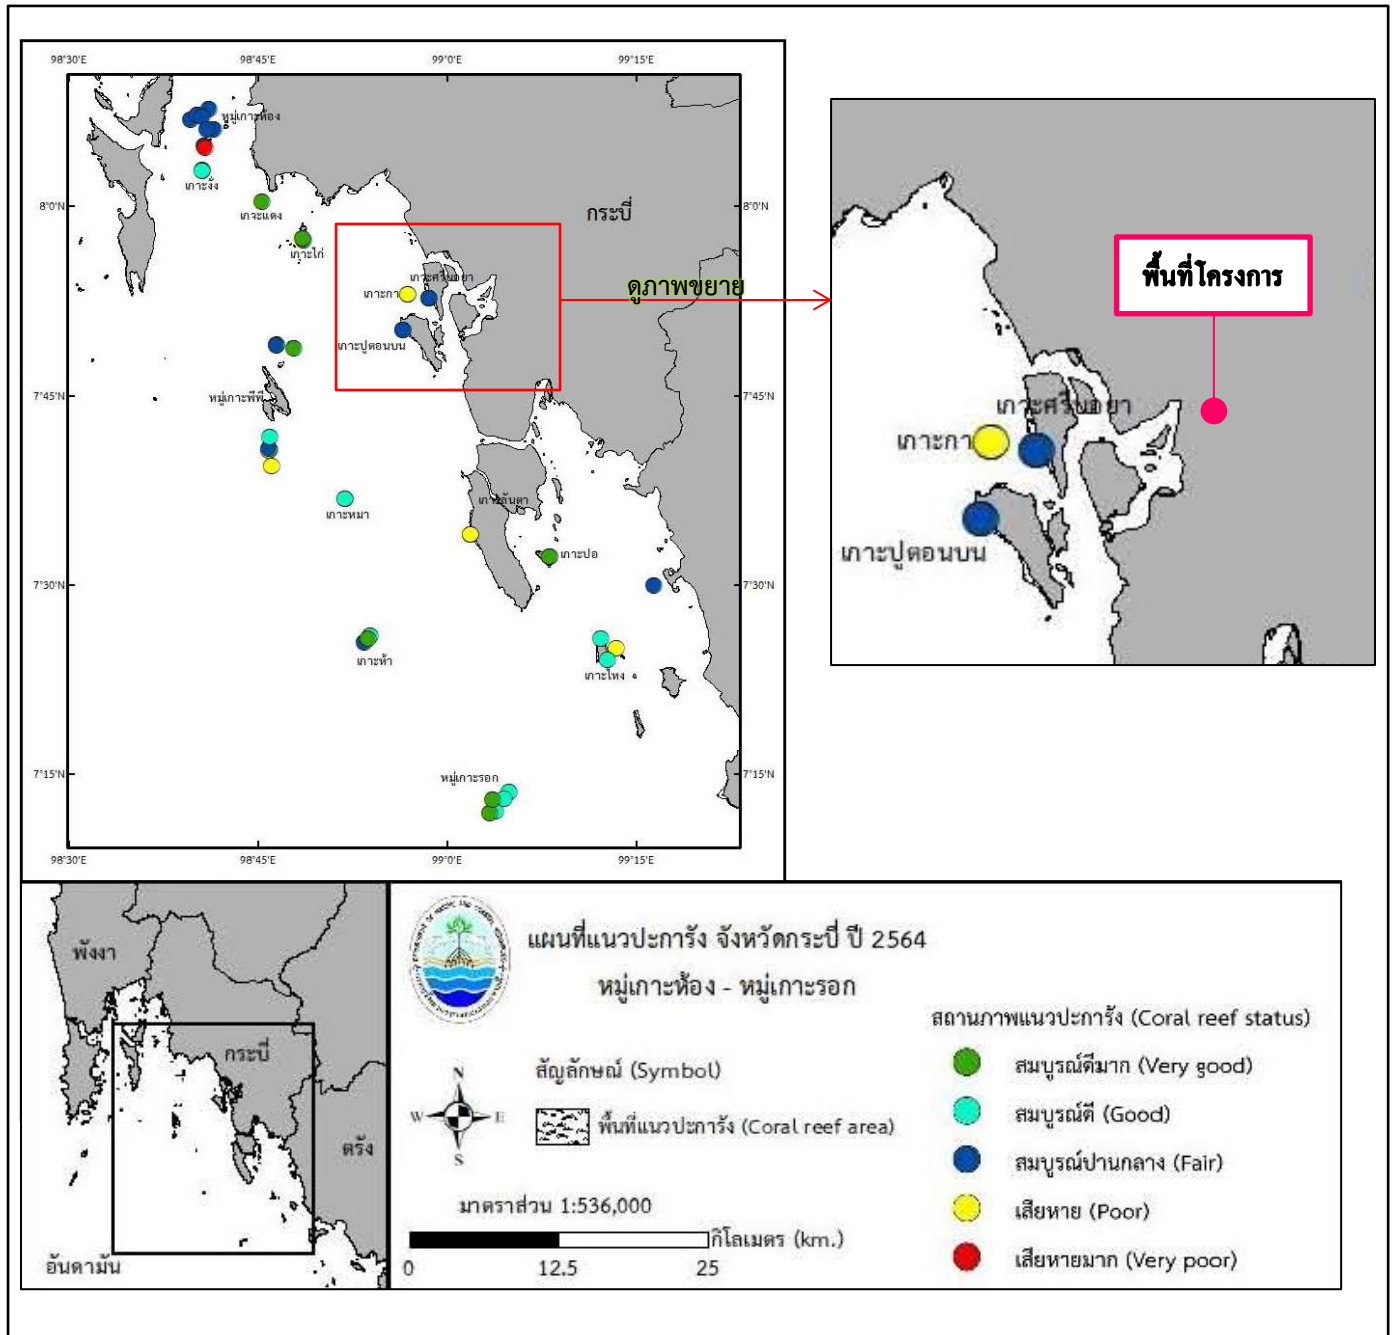 98°30'E 98°45'E 99°0'E 99°15'E
หมู่เกาะห้อง
เกาะงั่ง
8°0'N 8°0'N
เกาะแดง
กระบี่
เกาะไก่
เกาะศรีบอยา
ดูภาพขยาย
เกาะกา
เกาะปูตอนบน
7°45'N 7°45'N
หมู่เกาะพีพี
เกาะลันตา
เกาะหมา
เกาะปอ
7°30'N 7°30'N
เกาะห้า
เกาะไหง
หมู่เกาะรอก
7°15'N 7°15'N
98°30'E 98°45'E 99°0'E 99°15'E
พื้นที่โครงการ
เกาะศรีบอยา
เกาะกา
เกาะปูตอนบน
พังงา
กระบี่
ตรัง
อันดามัน
แผนที่แนวปะการัง จังหวัดกระบี่ ปี 2564
หมู่เกาะห้อง - หมู่เกาะรอก
สัญลักษณ์ (Symbol)
พื้นที่แนวปะการัง (Coral reef area)
N
W E
S
มาตราส่วน 1:536,000
กิโลเมตร (km.)
0 12.5 25
สถานภาพแนวปะการัง (Coral reef status)
สมบูรณ์ดีมาก (Very good)
สมบูรณ์ดี (Good)
สมบูรณ์ปานกลาง (Fair)
เสียหาย (Poor)
เสียหายมาก (Very poor)